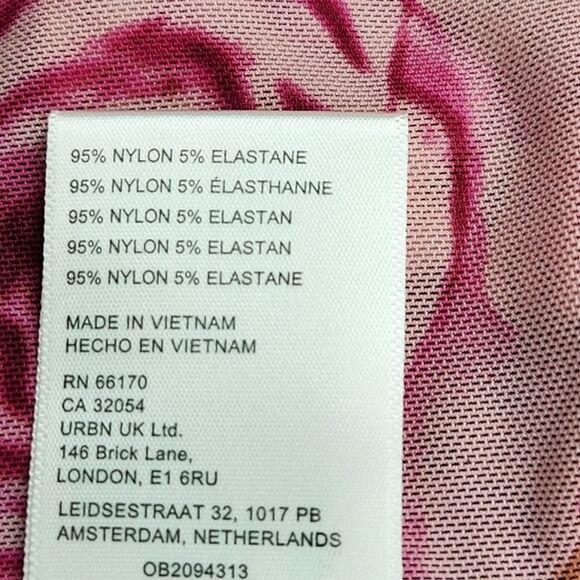 95% NYLON 5% ELASTANE
95% NYLON 5% ÉLASTHANNE
95% NYLON 5% ELASTAN
95% NYLON 5% ELASTAN
95% NYLON 5% ELASTANE
MADE IN VIETNAM
HECHO EN VIETNAM
RN 66170
CA 32054
URBN UK Ltd.
146 Brick Lane,
LONDON, E1 6RU
LEIDSESTRAAT 32, 1017 PB
AMSTERDAM, NETHERLANDS
OB2094313